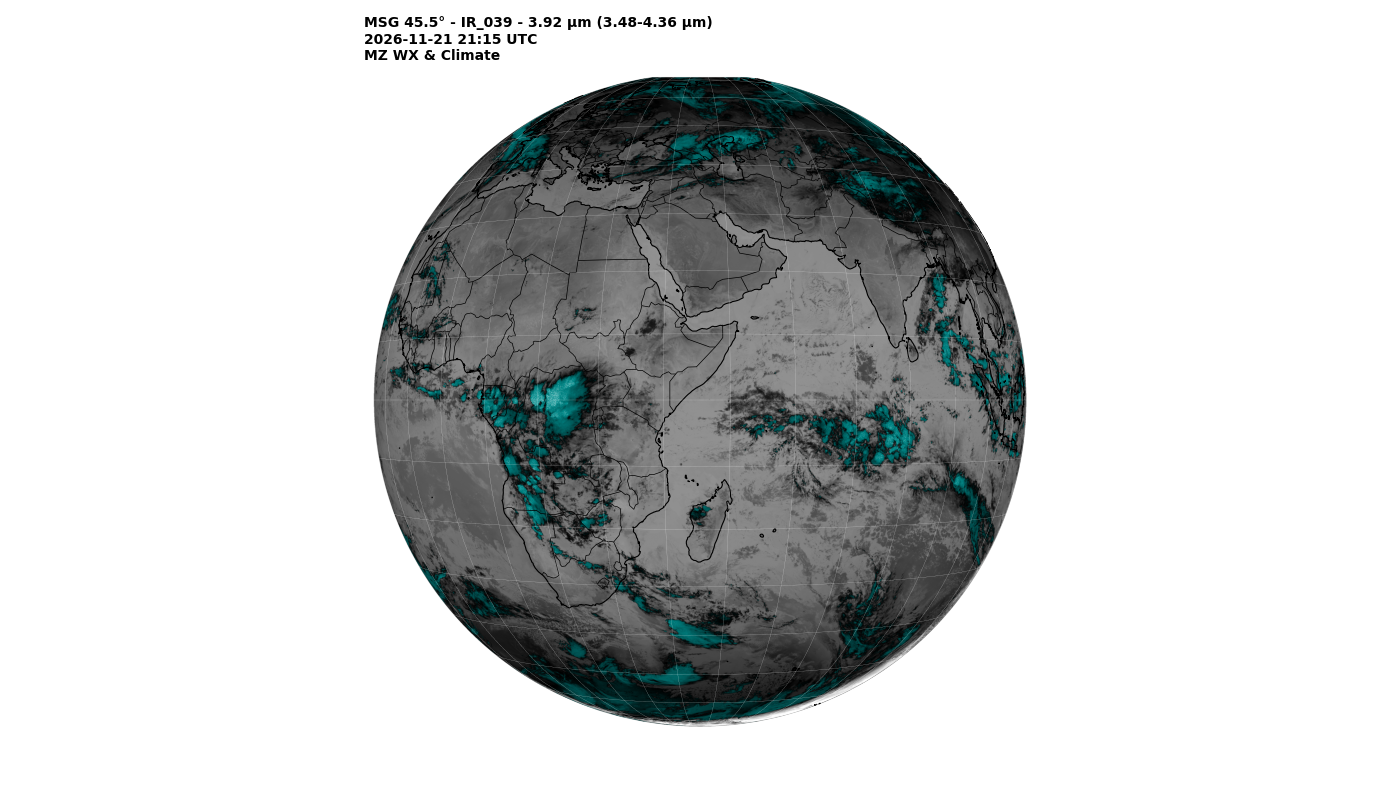 MSG 45.5° - IR_039 - 3.92 µm (3.48-4.36 µm)
2026-11-21 21:15 UTC
MZ WX & Climate